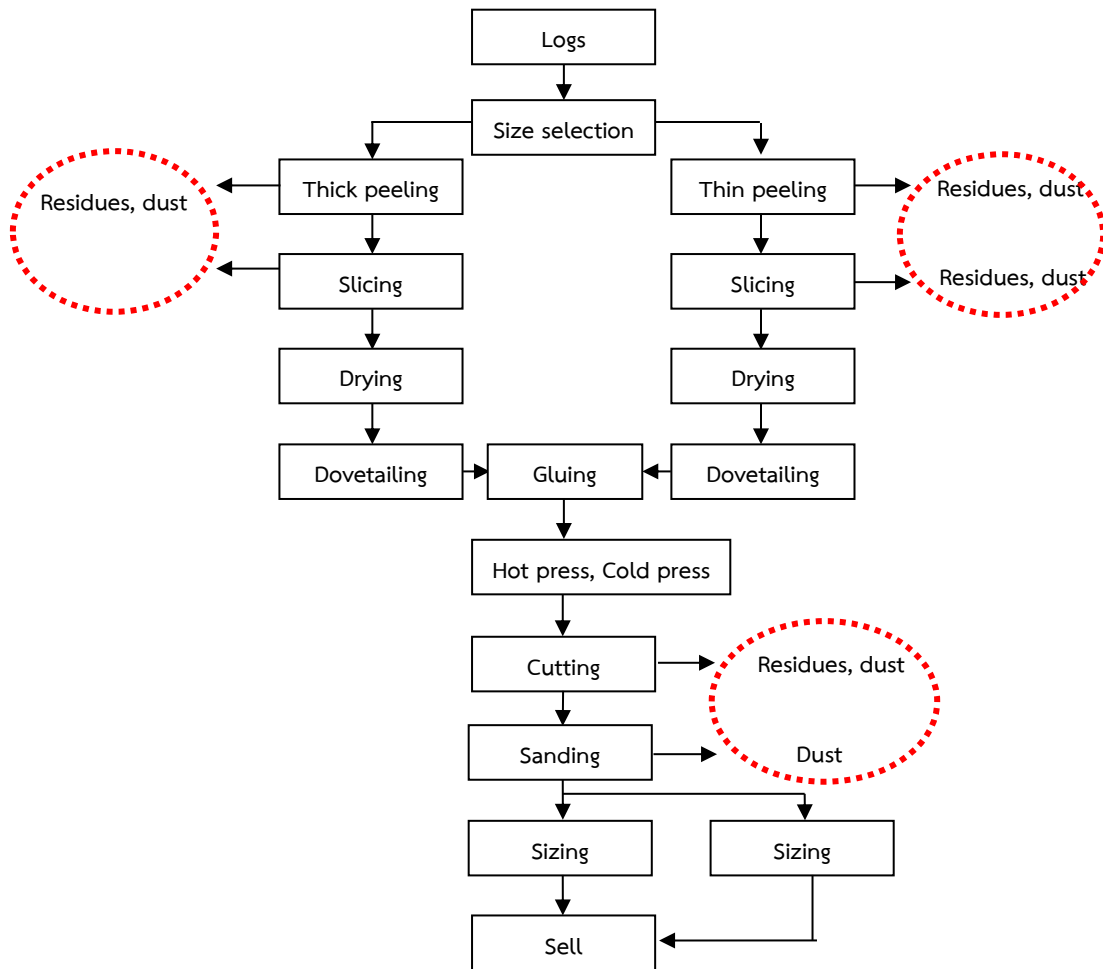 Logs
Size selection
Thick peeling
Thin peeling
Residues, dust
Residues, dust
Slicing
Slicing
Residues, dust
Drying
Drying
Dovetailing
Gluing
Dovetailing
Hot press, Cold press
Cutting
Residues, dust
Sanding
Dust
Sizing
Sizing
Sell